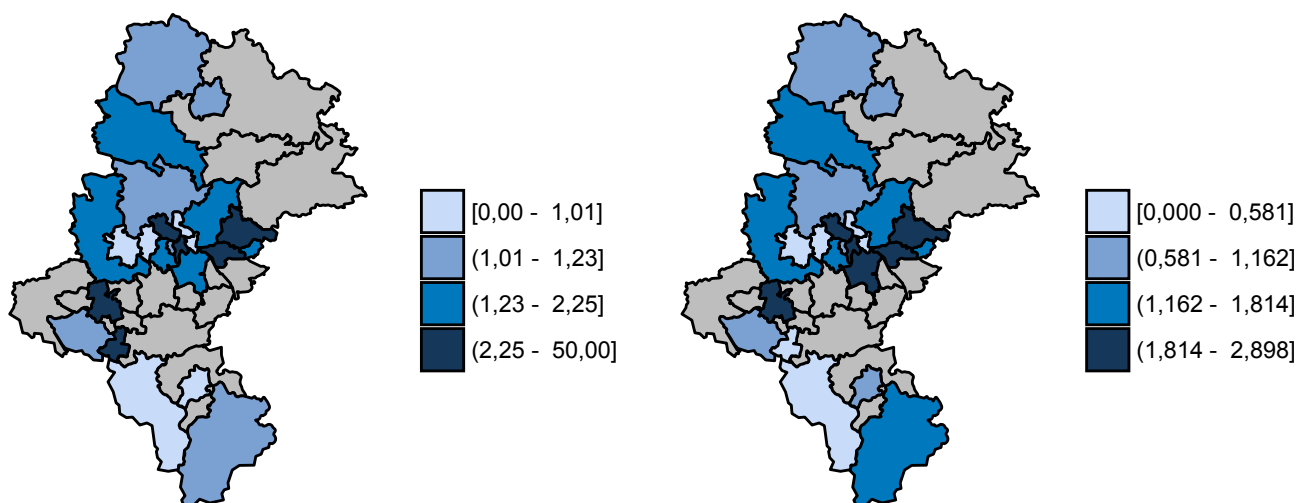 [0,00 - 1,01]
(1,01 - 1,23]
(1,23 - 2,25]
(2,25 - 50,00]
[0,000 - 0,581]
(0,581 - 1,162]
(1,162 - 1,814]
(1,814 - 2,898]